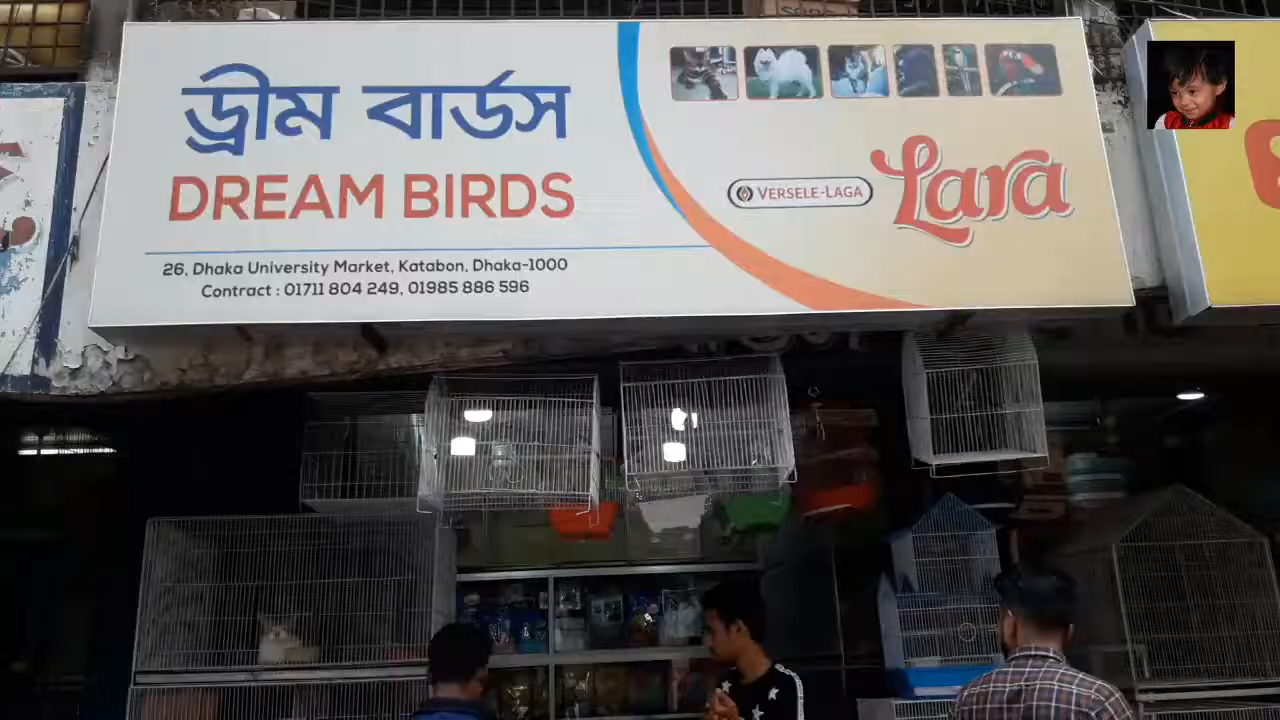 ড্রীম বার্ডস
DREAM BIRDS
26, Dhaka University Market, Katabon, Dhaka-1000
Contract : 01711 804 249, 01985 886 596
VERSELE-LAGA
Lara